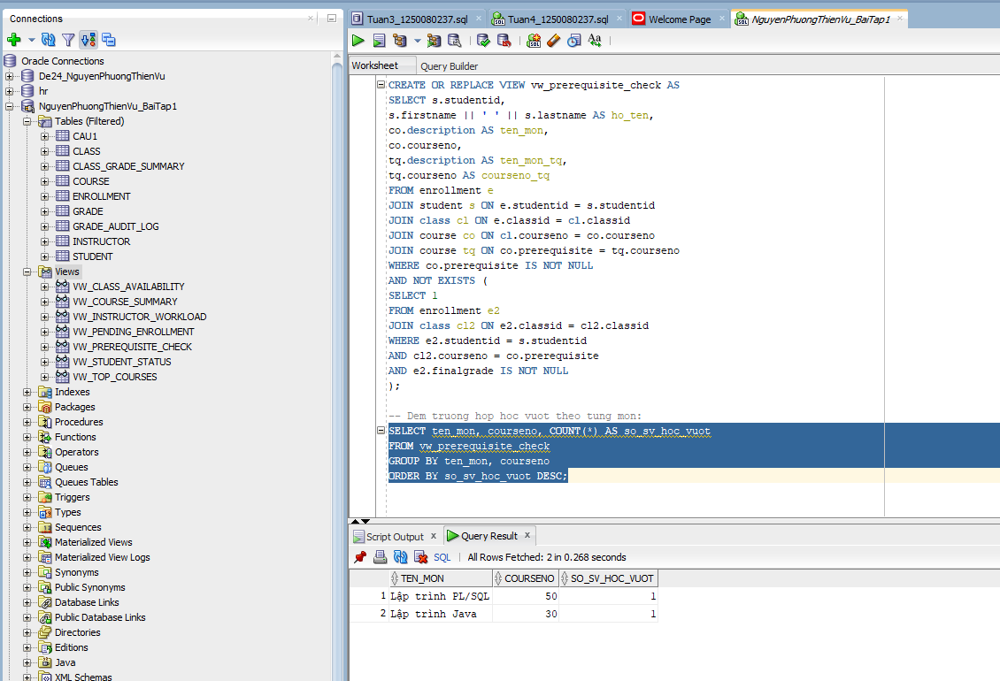 Connections
Oracle Connections
De24_NguyenPhuongThienVu
hr
NguyenPhuongThienVu_BaiTap1
Tables (Filtered)
CAU1
CLASS
CLASS_GRADE_SUMMARY
COURSE
ENROLLMENT
GRADE
GRADE_AUDIT_LOG
INSTRUCTOR
STUDENT
Views
VW_CLASS_AVAILABILITY
VW_COURSE_SUMMARY
VW_INSTRUCTOR_WORKLOAD
VW_PENDING_ENROLLMENT
VW_PREREQUISITE_CHECK
VW_STUDENT_STATUS
VW_TOP_COURSES
Indexes
Packages
Procedures
Functions
Operators
Queues
Queues Tables
Triggers
Types
Sequences
Materialized Views
Materialized View Logs
Synonyms
Public Synonyms
Database Links
Public Database Links
Directories
Editions
Java
XML Schemas
Tuan3_1250080237.sql
Tuan4_1250080237.sql
Welcome Page
NguyenPhuongThienVu_BaiTap1
Worksheet Query Builder
CREATE OR REPLACE VIEW vw_prerequisite_check AS
SELECT s.studentid,
s.firstname || ' ' || s.lastname AS ho_ten,
co.description AS ten_mon,
co.courseno,
tq.description AS ten_mon_tq,
tq.courseno AS courseno_tq
FROM enrollment e
JOIN student s ON e.studentid = s.studentid
JOIN class cl ON e.classid = cl.classid
JOIN course co ON cl.courseno = co.courseno
JOIN course tq ON co.prerequisite = tq.courseno
WHERE co.prerequisite IS NOT NULL
AND NOT EXISTS (
SELECT 1
FROM enrollment e2
JOIN class cl2 ON e2.classid = cl2.classid
WHERE e2.studentid = s.studentid
AND cl2.courseno = co.prerequisite
AND e2.finalgrade IS NOT NULL
);
-- Dem truong hop hoc vuot theo tung mon:
SELECT ten_mon, courseno, COUNT(*) AS so_sv_hoc_vuot
FROM vw_prerequisite_check
GROUP BY ten_mon, courseno
ORDER BY so_sv_hoc_vuot DESC;
Script Output Query Result
SQL All Rows Fetched: 2 in 0.268 seconds
TEN_MON COURSENO SO_SV_HOC_VUOT
1 Lập trình PL/SQL 50 1
2 Lập trình Java 30 1